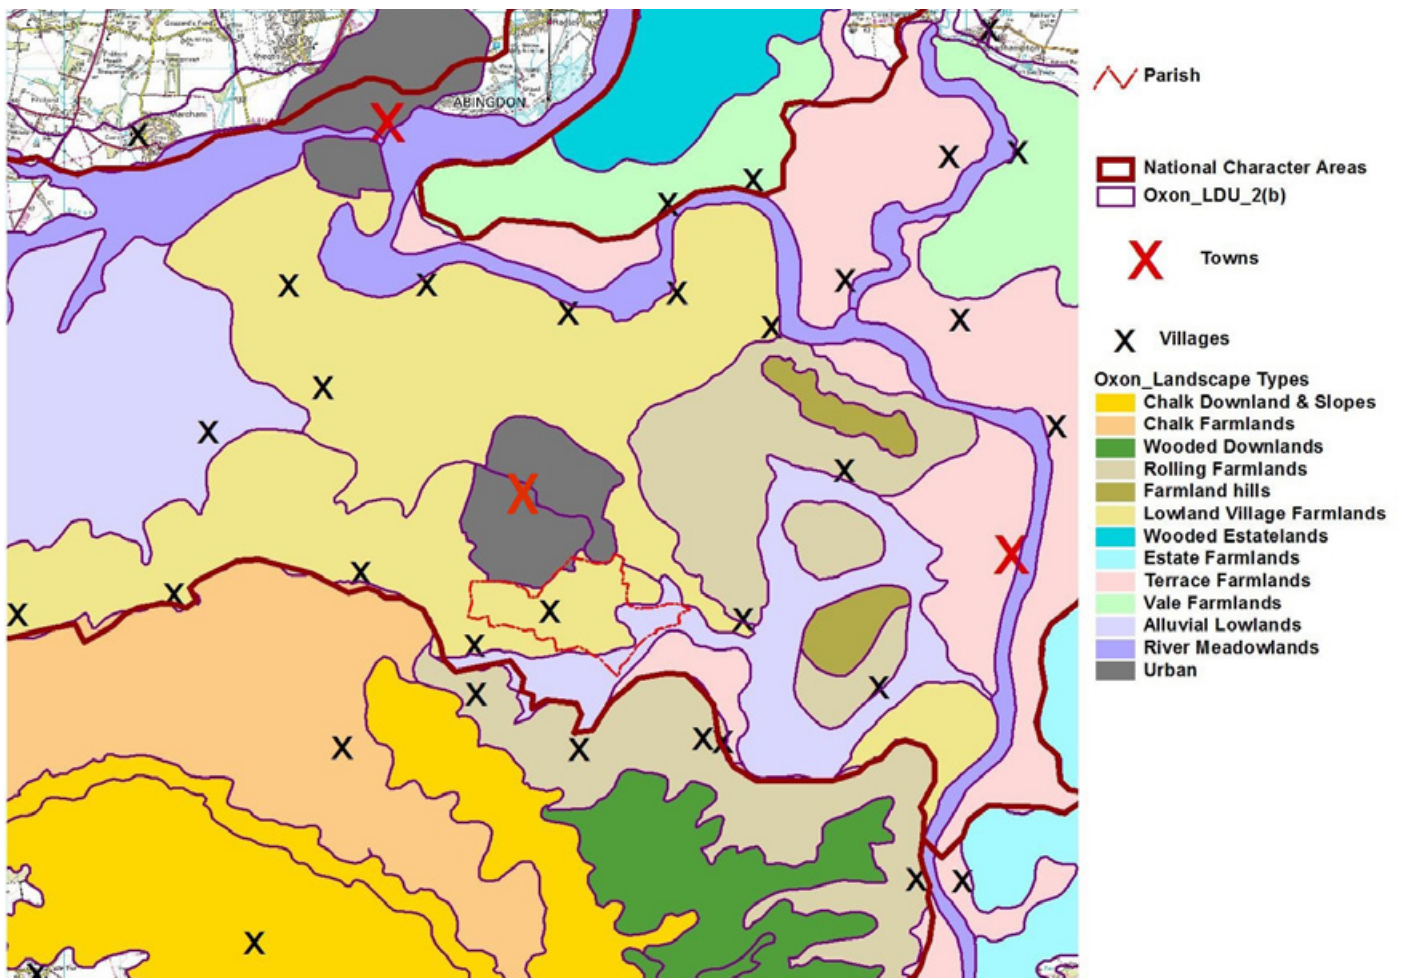 Marcham
ABINGDON
Parish
National Character Areas
Oxon_LDU_2(b)
X Towns
X Villages
Oxon_Landscape Types
Chalk Downland & Slopes
Chalk Farmlands
Wooded Downlands
Rolling Farmlands
Farmland hills
Lowland Village Farmlands
Wooded Estatelands
Estate Farmlands
Terrace Farmlands
Vale Farmlands
Alluvial Lowlands
River Meadowlands
Urban